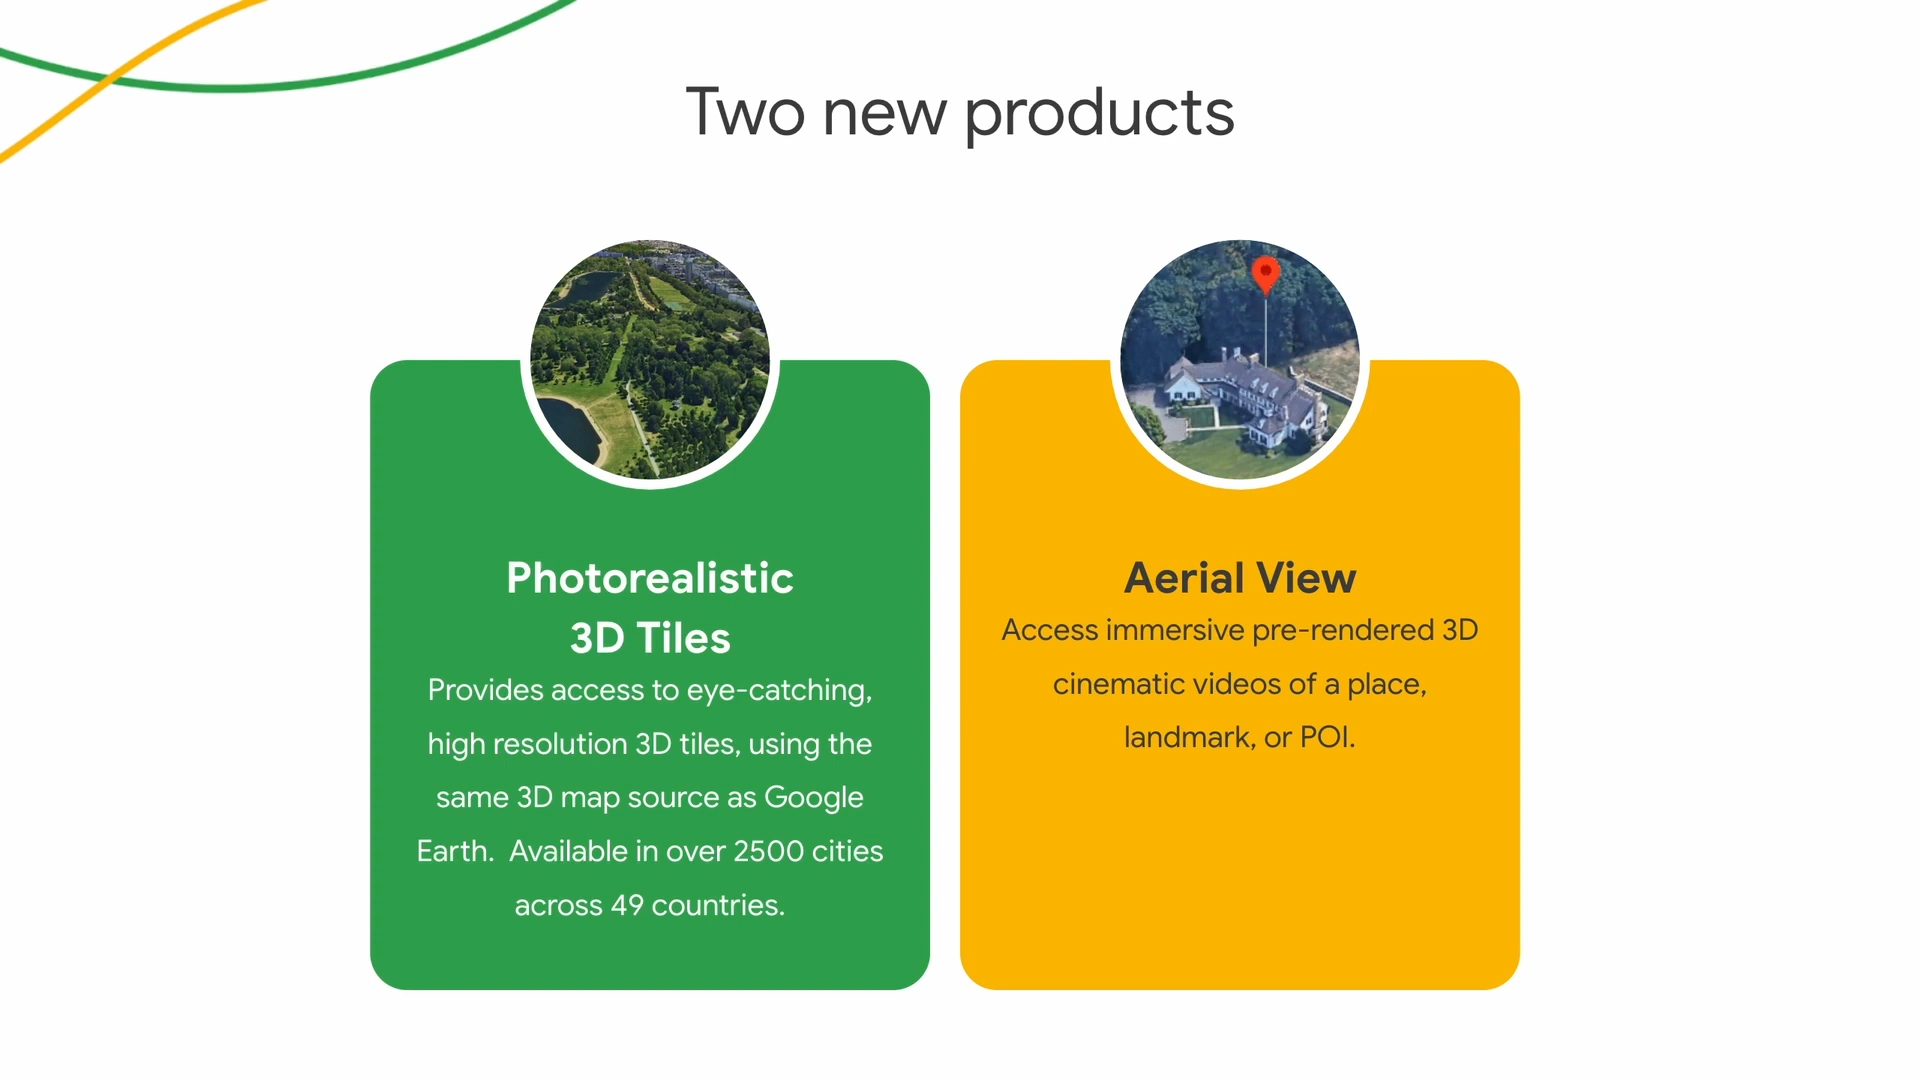 Two new products
Photorealistic
3D Tiles
Provides access to eye-catching,
high resolution 3D tiles, using the
same 3D map source as Google
Earth.  Available in over 2500 cities
across 49 countries.
Aerial View
Access immersive pre-rendered 3D
cinematic videos of a place,
landmark, or POI.